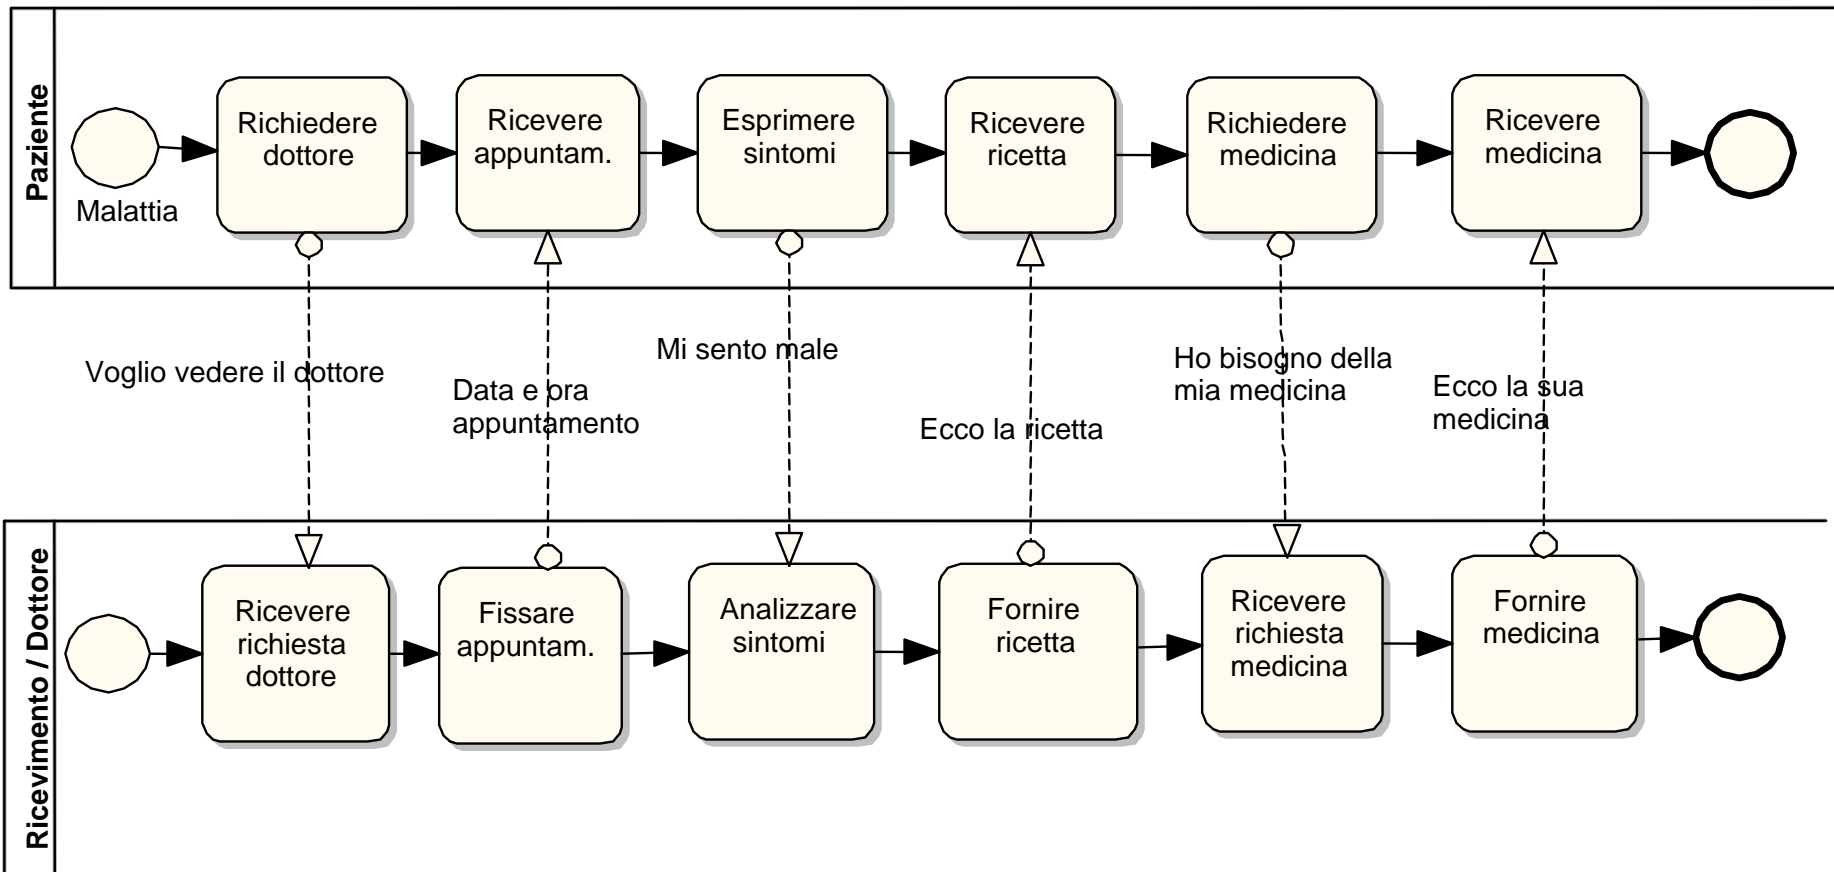 Paziente
Malattia
Richiedere
dottore
Ricevere
appuntam.
Esprimere
sintomi
Ricevere
ricetta
Richiedere
medicina
Ricevere
medicina
Voglio vedere il dottore
Data e ora
appuntamento
Mi sento male
Ecco la ricetta
Ho bisogno della
mia medicina
Ecco la sua
medicina
Ricevimento / Dottore
Ricevere
richiesta
dottore
Fissare
appuntam.
Analizzare
sintomi
Fornire
ricetta
Ricevere
richiesta
medicina
Fornire
medicina